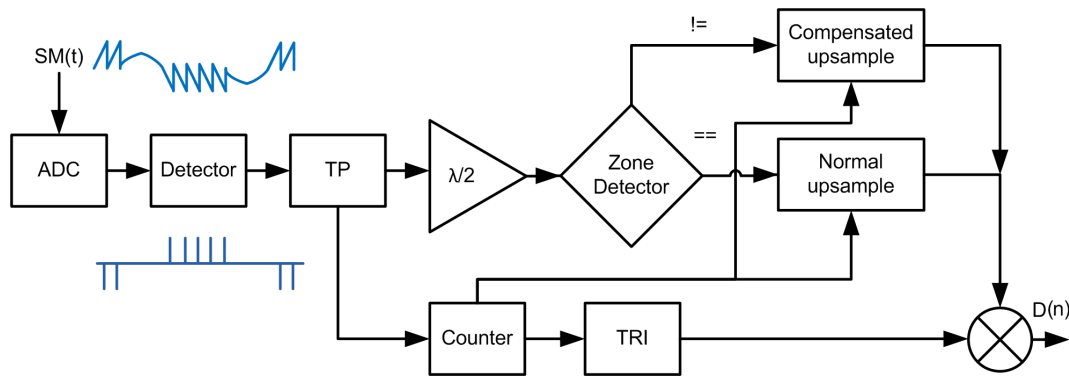 SM(t)
!=
Compensated
upsample
==
ADC
Detector
TP
λ/2
Zone
Detector
Normal
upsample
Counter
TRI
D(n)